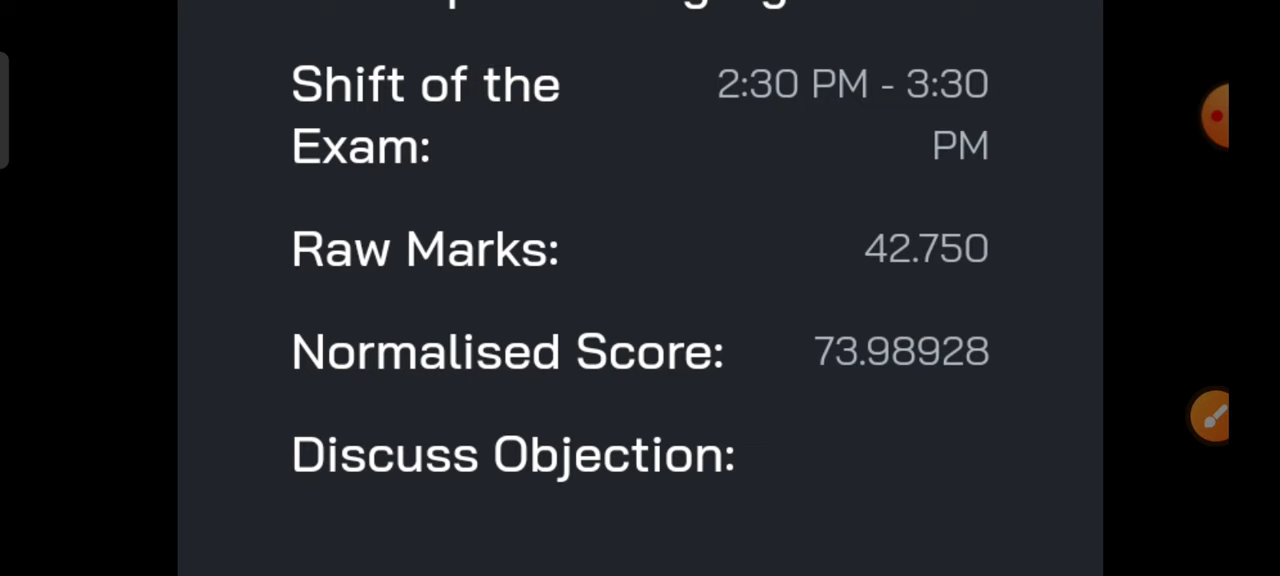 Shift of the Exam: 2:30 PM - 3:30 PM
Raw Marks: 42.750
Normalised Score: 73.98928
Discuss Objection: